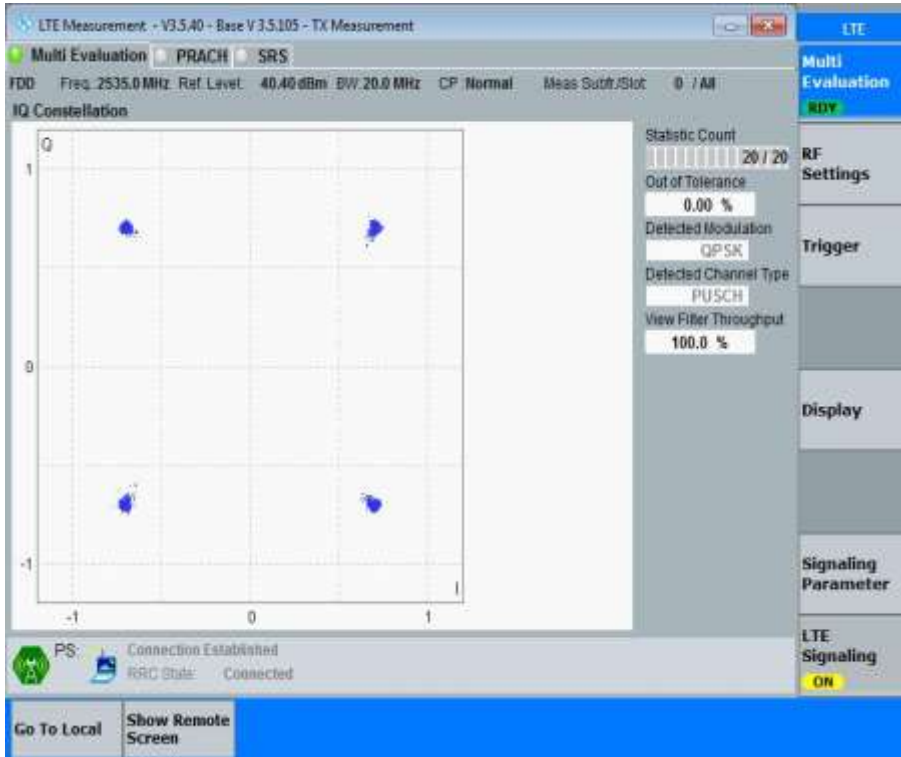 LTE Measurement - V3.5.40 - Base V 3.5.105 - TX Measurement
Multi Evaluation PRACH SRS
FDD Freq.:2535.0 MHz Ref. Level: 40.40 dBm BW:20.0 MHz CP:Normal Meas Subfr./Slot: 0 / All
IQ Constellation
Q
1
0
-1
I
-1 0 1
Statistic Count
20 / 20
Out of Tolerance
0.00 %
Detected Modulation
QPSK
Detected Channel Type
PUSCH
View Filter Throughput
100.0 %
PS: Connection Established
RRC State: Connected
LTE
Multi
Evaluation
RDY
RF
Settings
Trigger
Display
Signaling
Parameter
LTE
Signaling
ON
Go To Local
Show Remote
Screen